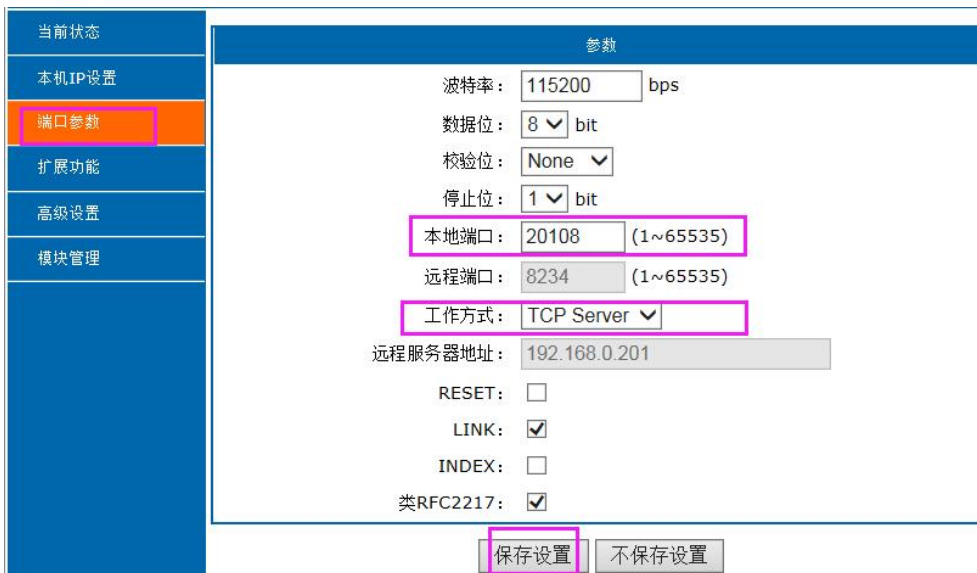 当前状态
本机IP设置
端口参数
扩展功能
高级设置
模块管理
参数
波特率： 115200 bps
数据位： 8 bit
校验位： None
停止位： 1 bit
本地端口： 20108 (1~65535)
远程端口： 8234 (1~65535)
工作方式： TCP Server
远程服务器地址： 192.168.0.201
RESET：
LINK：
INDEX：
类RFC2217：
保存设置 不保存设置